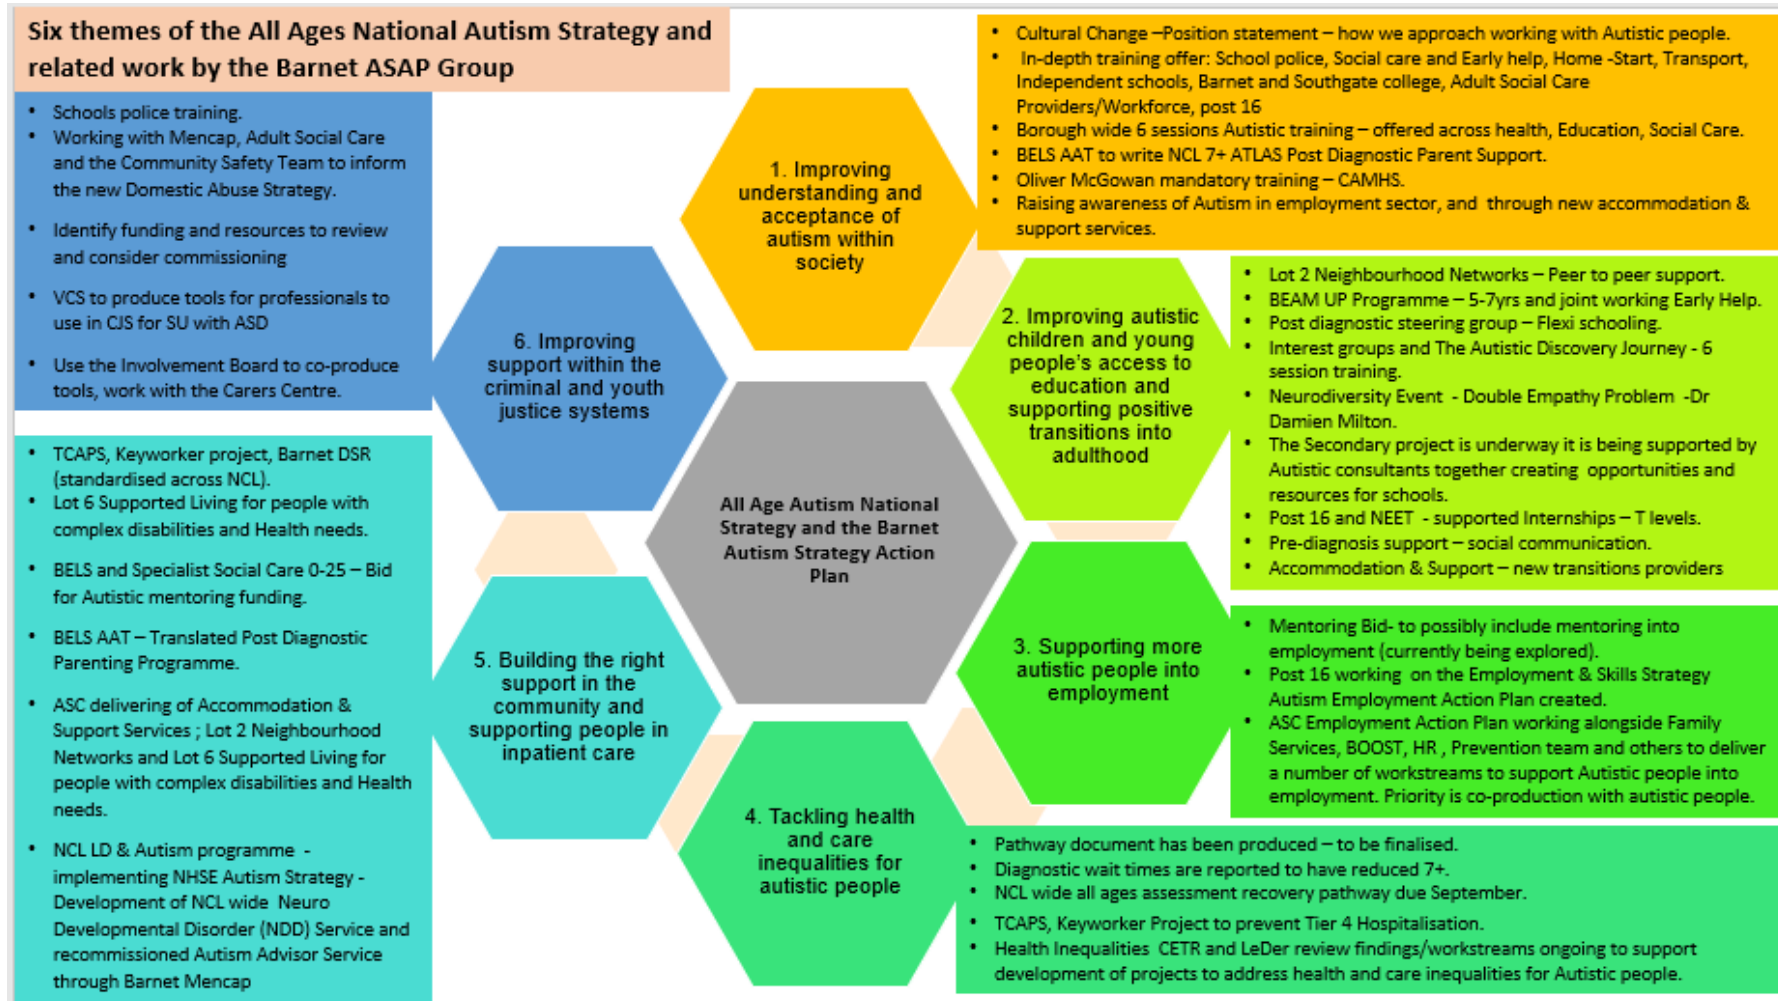 Six themes of the All Ages National Autism Strategy and
related work by the Barnet ASAP Group
• Schools police training.
• Working with Mencap, Adult Social Care
and the Community Safety Team to inform
the new Domestic Abuse Strategy.
• Identify funding and resources to review
and consider commissioning
• VCS to produce tools for professionals to
use in CJS for SU with ASD
• Use the Involvement Board to co-produce
tools, work with the Carers Centre.
• TCAPS, Keyworker project, Barnet DSR
(standardised across NCL).
• Lot 6 Supported Living for people with
complex disabilities and Health needs.
• BELS and Specialist Social Care 0-25 – Bid
for Autistic mentoring funding.
• BELS AAT – Translated Post Diagnostic
Parenting Programme.
• ASC delivering of Accommodation &
Support Services ; Lot 2 Neighbourhood
Networks and Lot 6 Supported Living for
people with complex disabilities and Health
needs.
• NCL LD & Autism programme -
implementing NHSE Autism Strategy -
Development of NCL wide Neuro
Developmental Disorder (NDD) Service and
recommissioned Autism Advisor Service
through Barnet Mencap
1. Improving
understanding and
acceptance of
autism within
society
2. Improving autistic
children and young
people's access to
education and
supporting positive
transitions into
adulthood
3. Supporting more
autistic people into
employment
4. Tackling health
and care
inequalities for
autistic people
5. Building the right
support in the
community and
supporting people in
inpatient care
6. Improving
support within the
criminal and youth
justice systems
All Age Autism National
Strategy and the Barnet
Autism Strategy Action
Plan
• Cultural Change –Position statement – how we approach working with Autistic people.
• In-depth training offer: School police, Social care and Early help, Home -Start, Transport,
Independent schools, Barnet and Southgate college, Adult Social Care
Providers/Workforce, post 16
• Borough wide 6 sessions Autistic training – offered across health, Education, Social Care.
• BELS AAT to write NCL 7+ ATLAS Post Diagnostic Parent Support.
• Oliver McGowan mandatory training – CAMHS.
• Raising awareness of Autism in employment sector, and through new accommodation &
support services.
• Lot 2 Neighbourhood Networks – Peer to peer support.
• BEAM UP Programme – 5-7yrs and joint working Early Help.
• Post diagnostic steering group – Flexi schooling.
• Interest groups and The Autistic Discovery Journey - 6
session training.
• Neurodiversity Event - Double Empathy Problem -Dr
Damien Milton.
• The Secondary project is underway it is being supported by
Autistic consultants together creating opportunities and
resources for schools.
• Post 16 and NEET - supported Internships – T levels.
• Pre-diagnosis support – social communication.
• Accommodation & Support – new transitions providers
• Mentoring Bid- to possibly include mentoring into
employment (currently being explored).
• Post 16 working on the Employment & Skills Strategy
Autism Employment Action Plan created.
• ASC Employment Action Plan working alongside Family
Services, BOOST, HR , Prevention team and others to deliver
a number of workstreams to support Autistic people into
employment. Priority is co-production with autistic people.
• Pathway document has been produced – to be finalised.
• Diagnostic wait times are reported to have reduced 7+.
• NCL wide all ages assessment recovery pathway due September.
• TCAPS, Keyworker Project to prevent Tier 4 Hospitalisation.
• Health Inequalities CETR and LeDer review findings/workstreams ongoing to support
development of projects to address health and care inequalities for Autistic people.